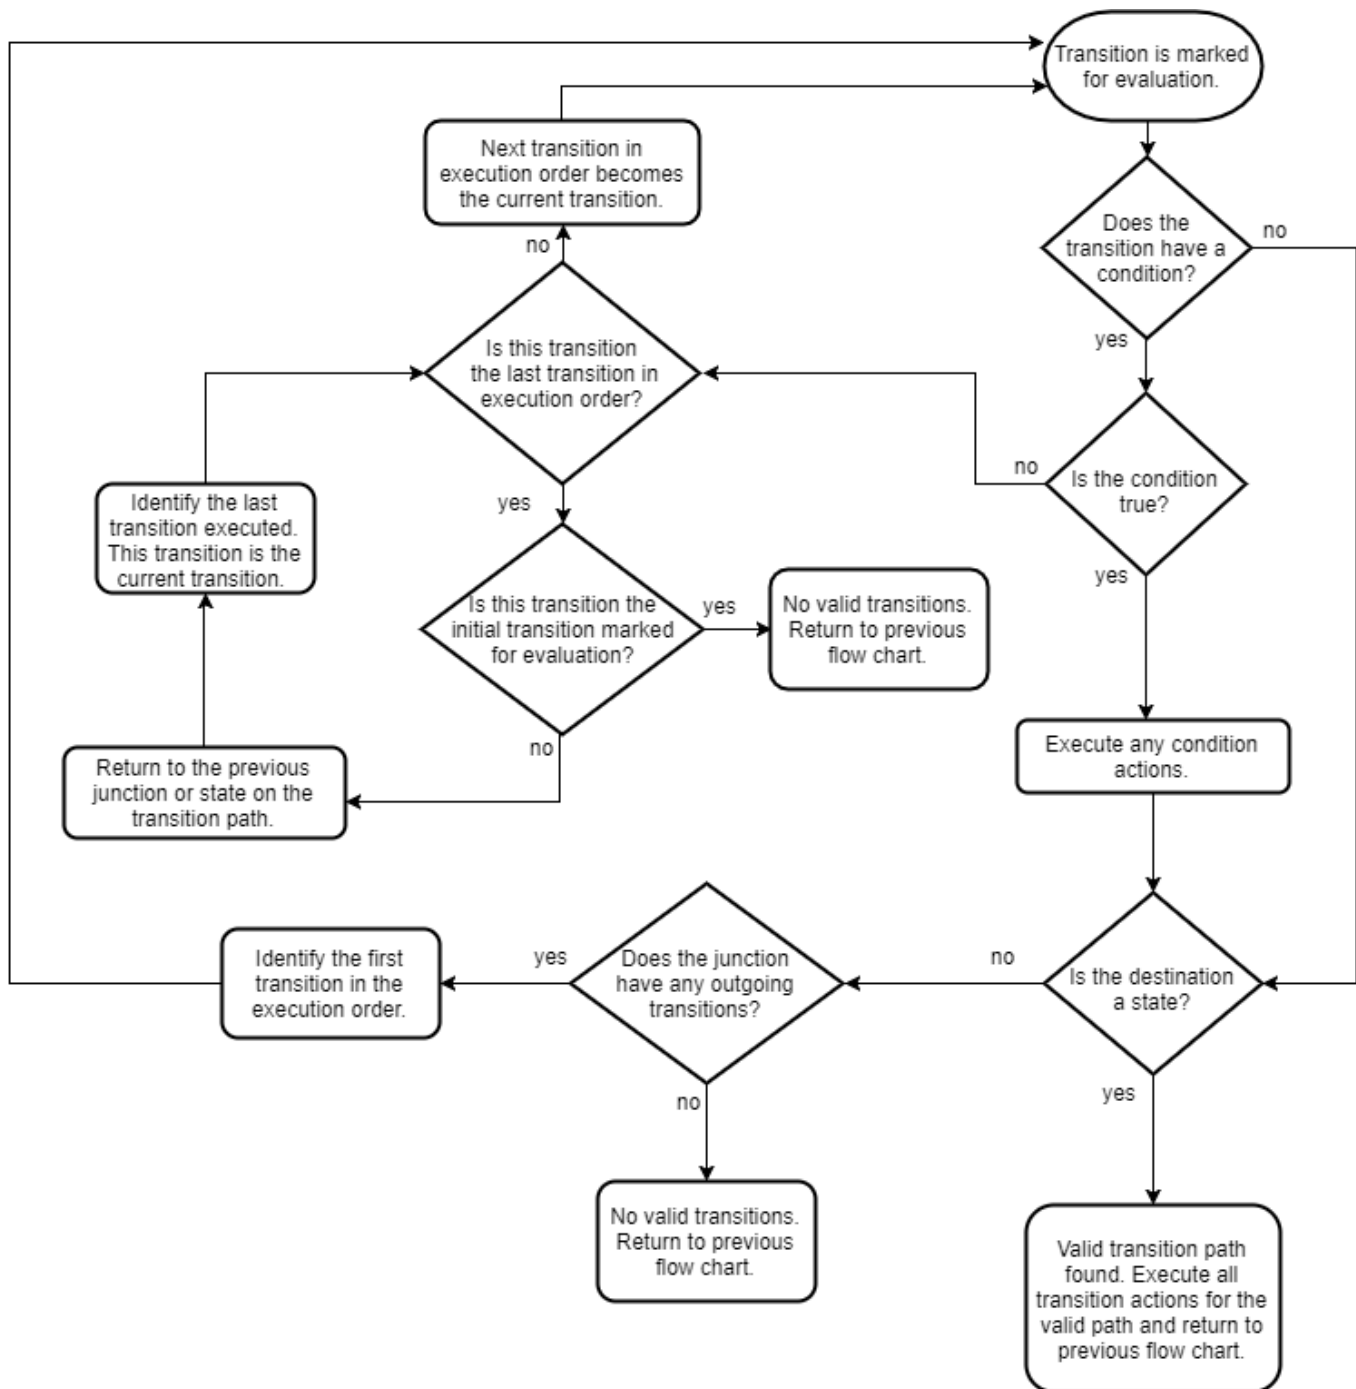 Transition is marked
for evaluation.
Next transition in
execution order becomes
the current transition.
no
Does the
transition have a
condition?
no
yes
Is this transition
the last transition in
execution order?
no
Is the condition
true?
yes
yes
Identify the last
transition executed.
This transition is the
current transition.
Is this transition the
initial transition marked
for evaluation?
yes
No valid transitions.
Return to previous
flow chart.
no
Return to the previous
junction or state on the
transition path.
Execute any condition
actions.
Identify the first
transition in the
execution order.
yes
Does the junction
have any outgoing
transitions?
no
Is the destination
a state?
no
yes
No valid transitions.
Return to previous
flow chart.
Valid transition path
found. Execute all
transition actions for the
valid path and return to
previous flow chart.